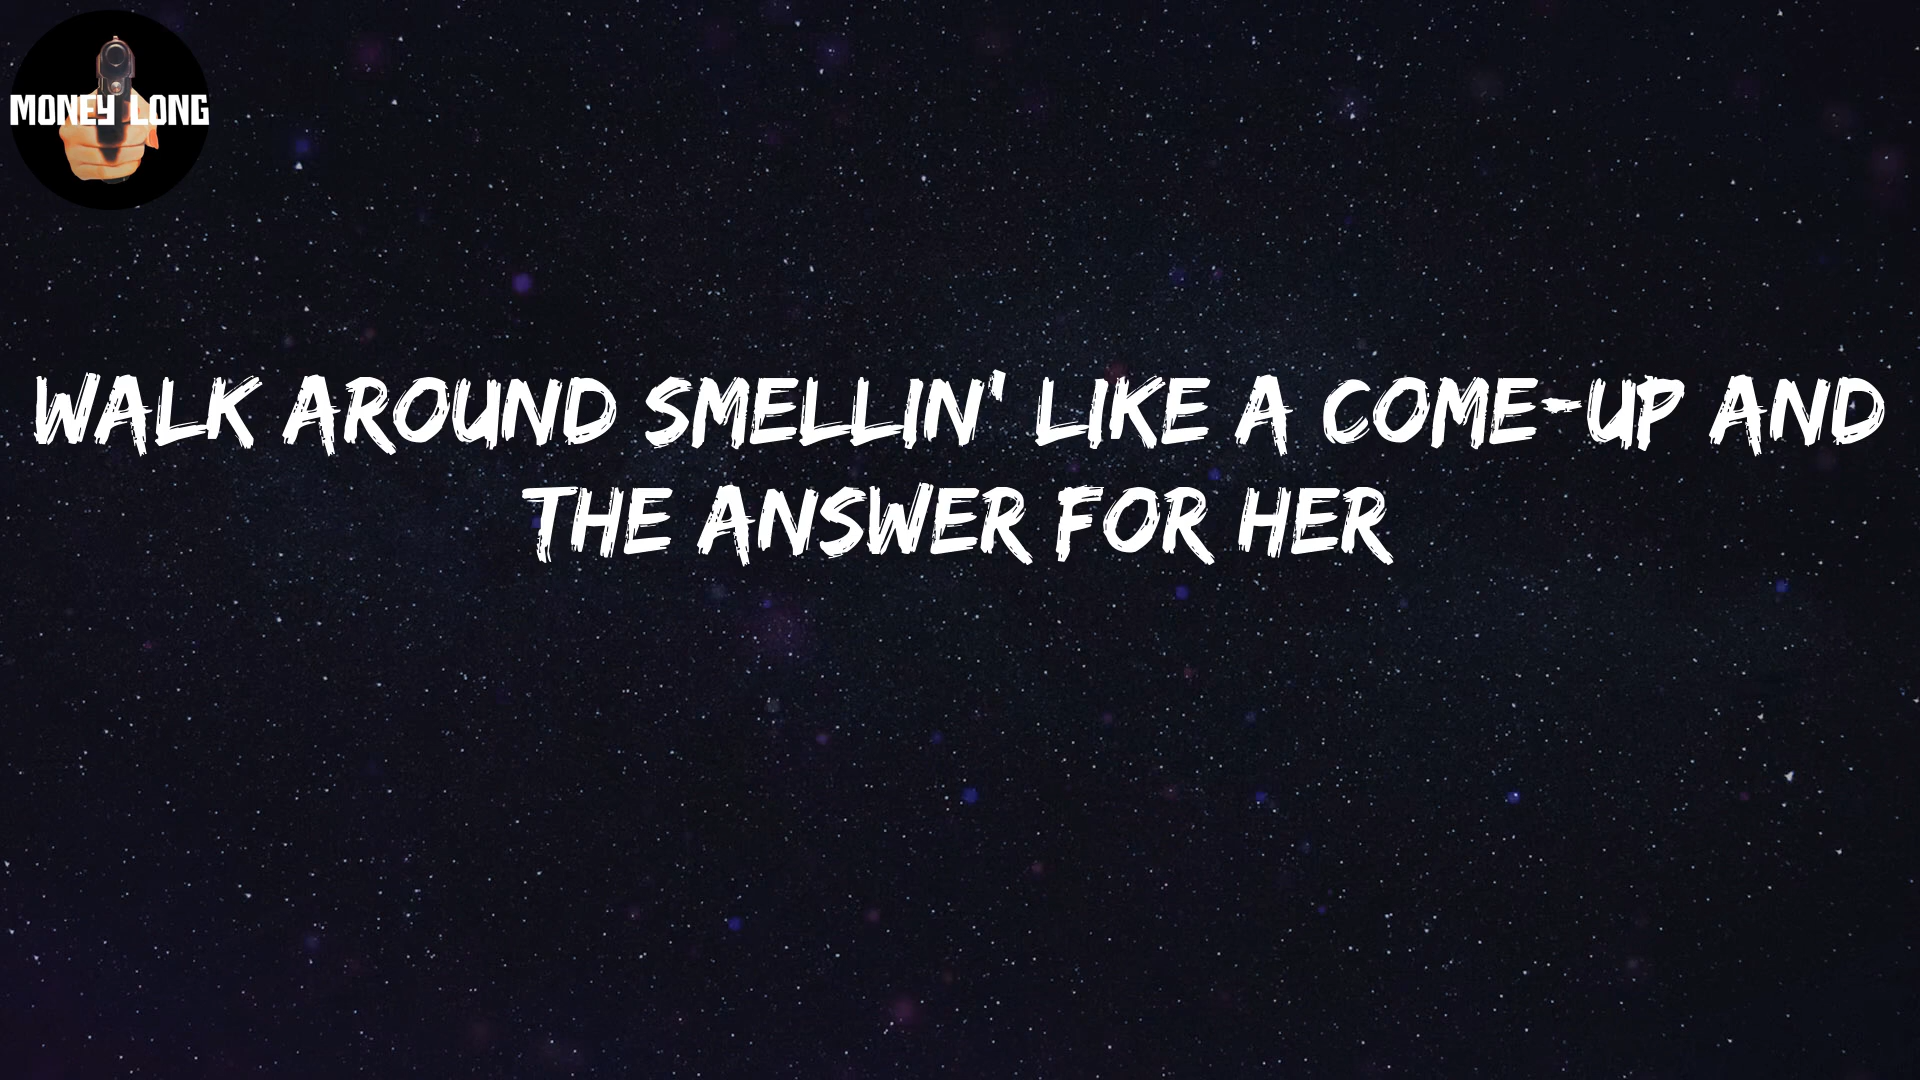 MONEY LONG
WALK AROUND SMELLIN' LIKE A COME-UP AND
THE ANSWER FOR HER